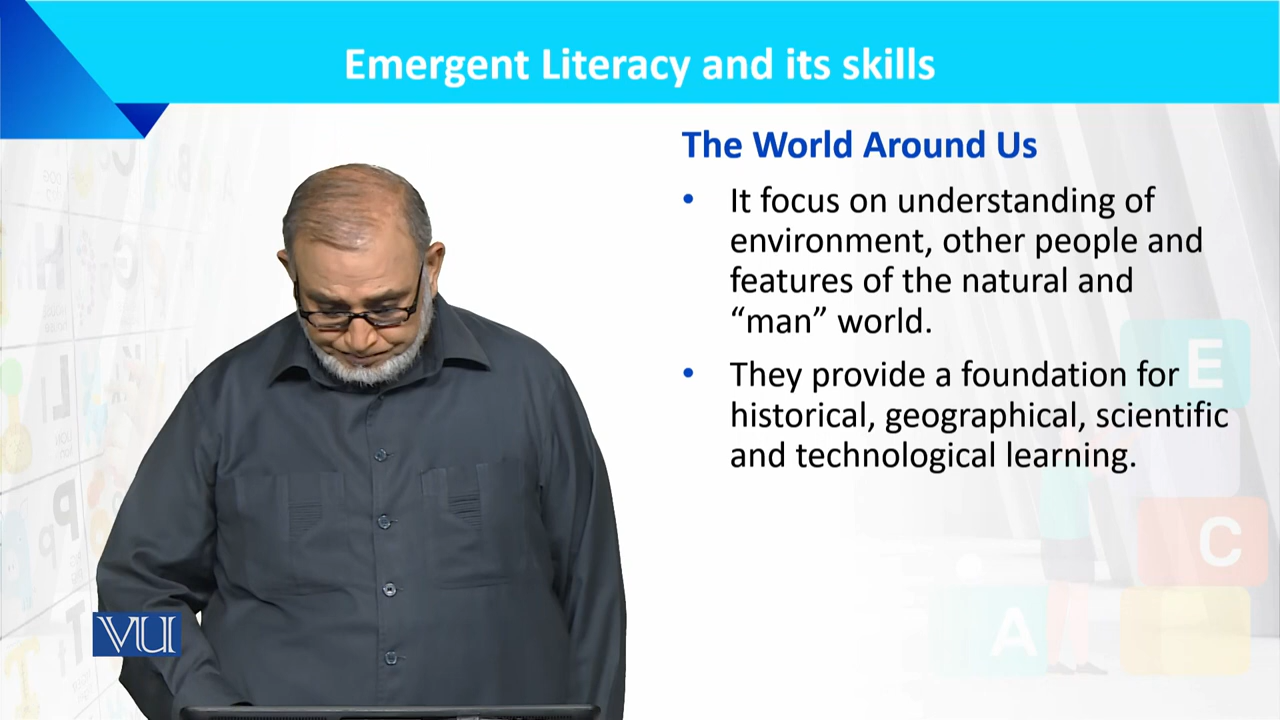 Emergent Literacy and its skills
The World Around Us
• It focus on understanding of
environment, other people and
features of the natural and
“man” world.
• They provide a foundation for
historical, geographical, scientific
and technological learning.
E
C
A
VU